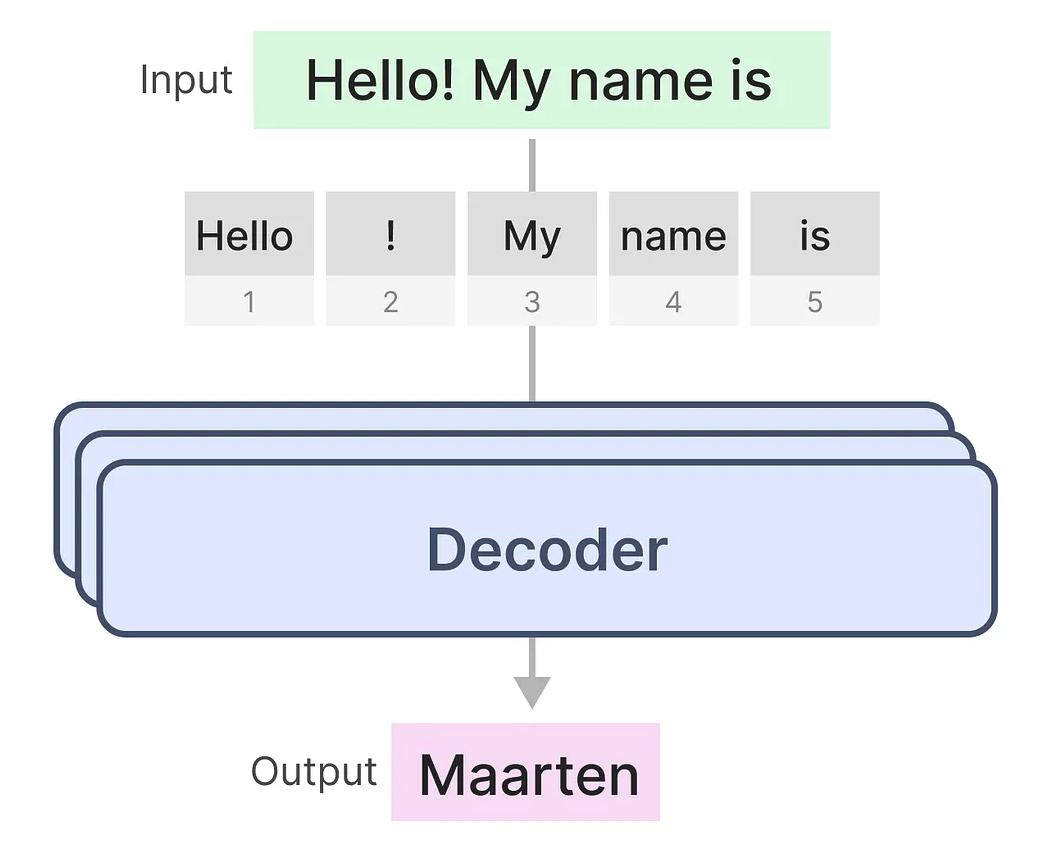 Input Hello! My name is
Hello ! My name is
1 2 3 4 5
Decoder
Output Maarten